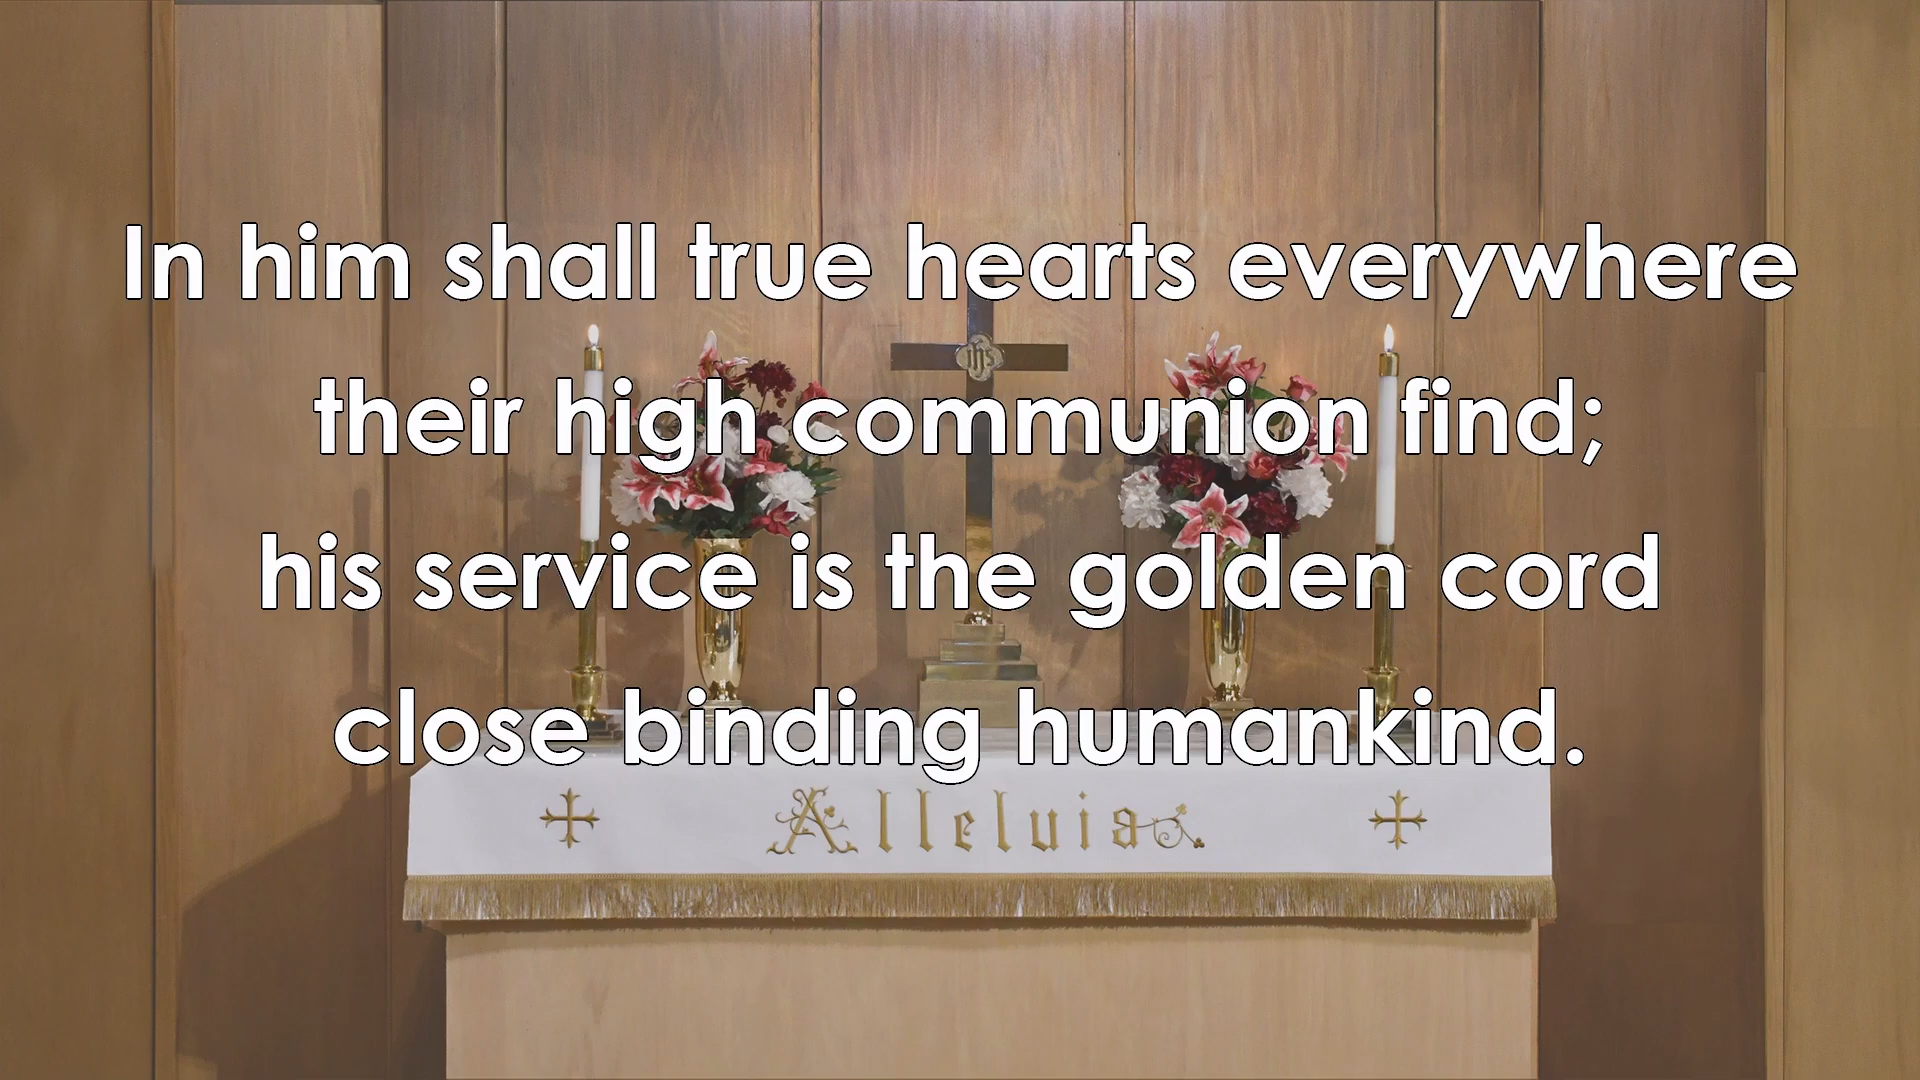 In him shall true hearts everywhere
ihs
their high communion find;
his service is the golden cord
close binding humankind.
Alleluia